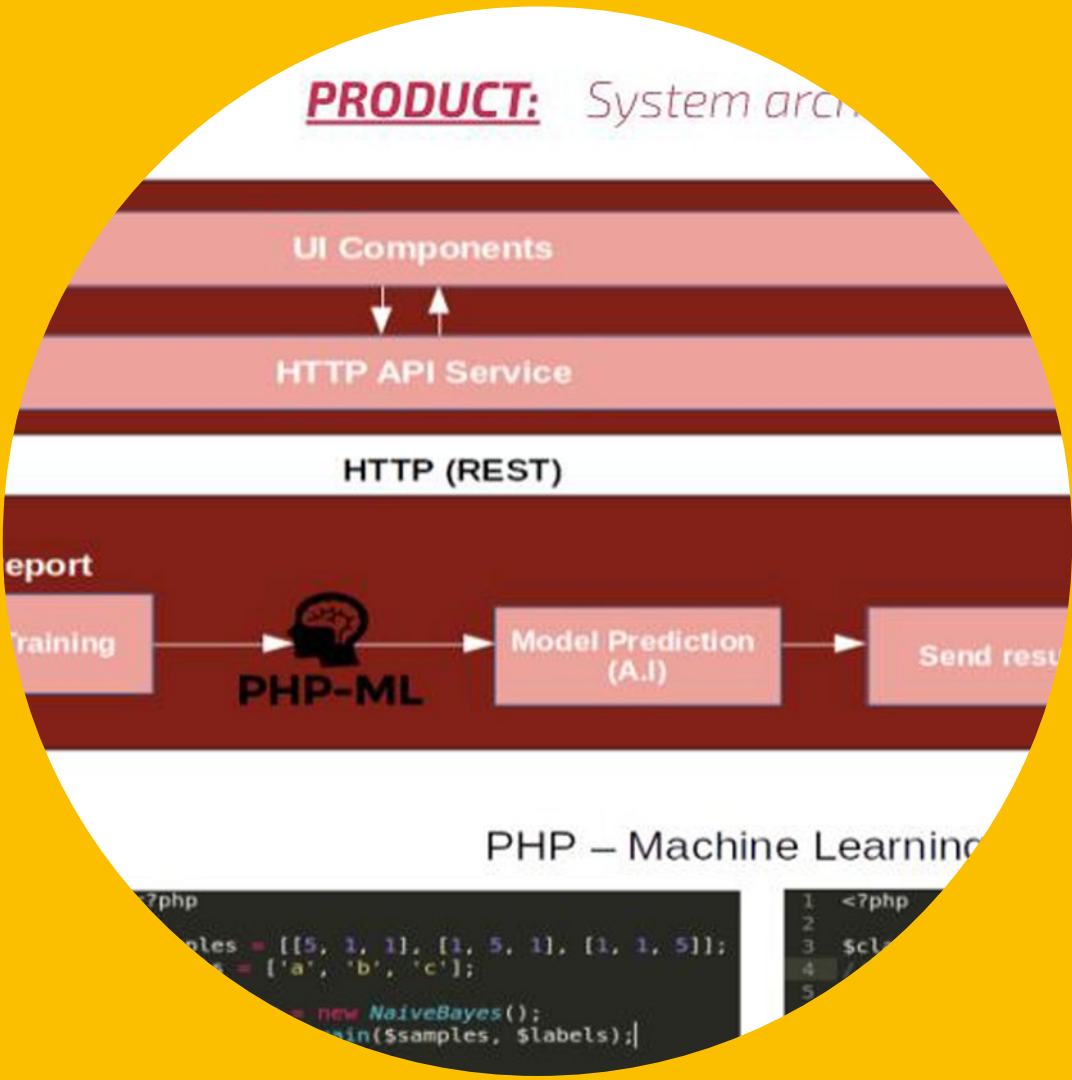 PRODUCT: System arch
UI Components
HTTP API Service
HTTP (REST)
eport
Training
PHP-ML
Model Prediction
(A.I)
Send resu
PHP – Machine Learning
<?php
ples = [[5, 1, 1], [1, 5, 1], [1, 1, 5]];
s = ['a', 'b', 'c'];
= new NaiveBayes();
ain($samples, $labels);
1 <?php
2
3 $cla
4 /
5